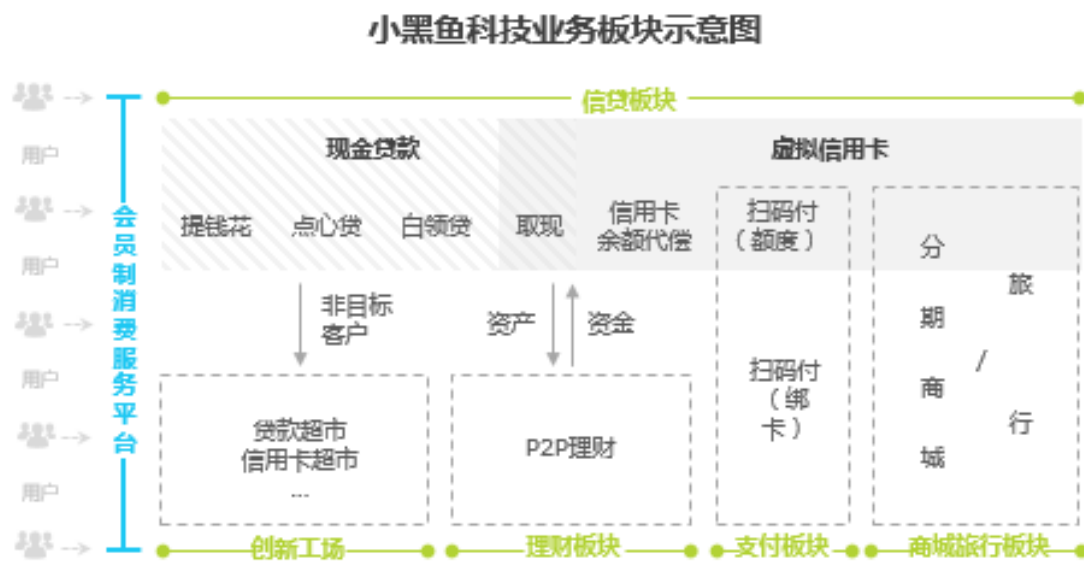 小黑鱼科技业务板块示意图
信贷板块
用户
用户
用户
用户
会员制消费服务平台
现金贷款
虚拟信用卡
提钱花
点心贷
白领贷
取现
信用卡
余额代偿
扫码付
（额度）
分期商城
/
旅行
非目标
客户
资产
资金
贷款超市
信用卡超市
...
P2P理财
扫码付
（绑
卡）
创新工场
理财板块
支付板块
商城旅行板块